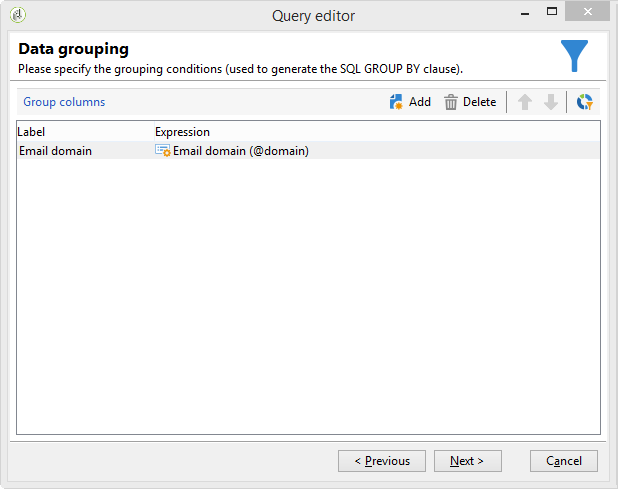 Query editor
Data grouping
Please specify the grouping conditions (used to generate the SQL GROUP BY clause).
Group columns Add Delete
Label Expression
Email domain Email domain (@domain)
< Previous Next > Cancel